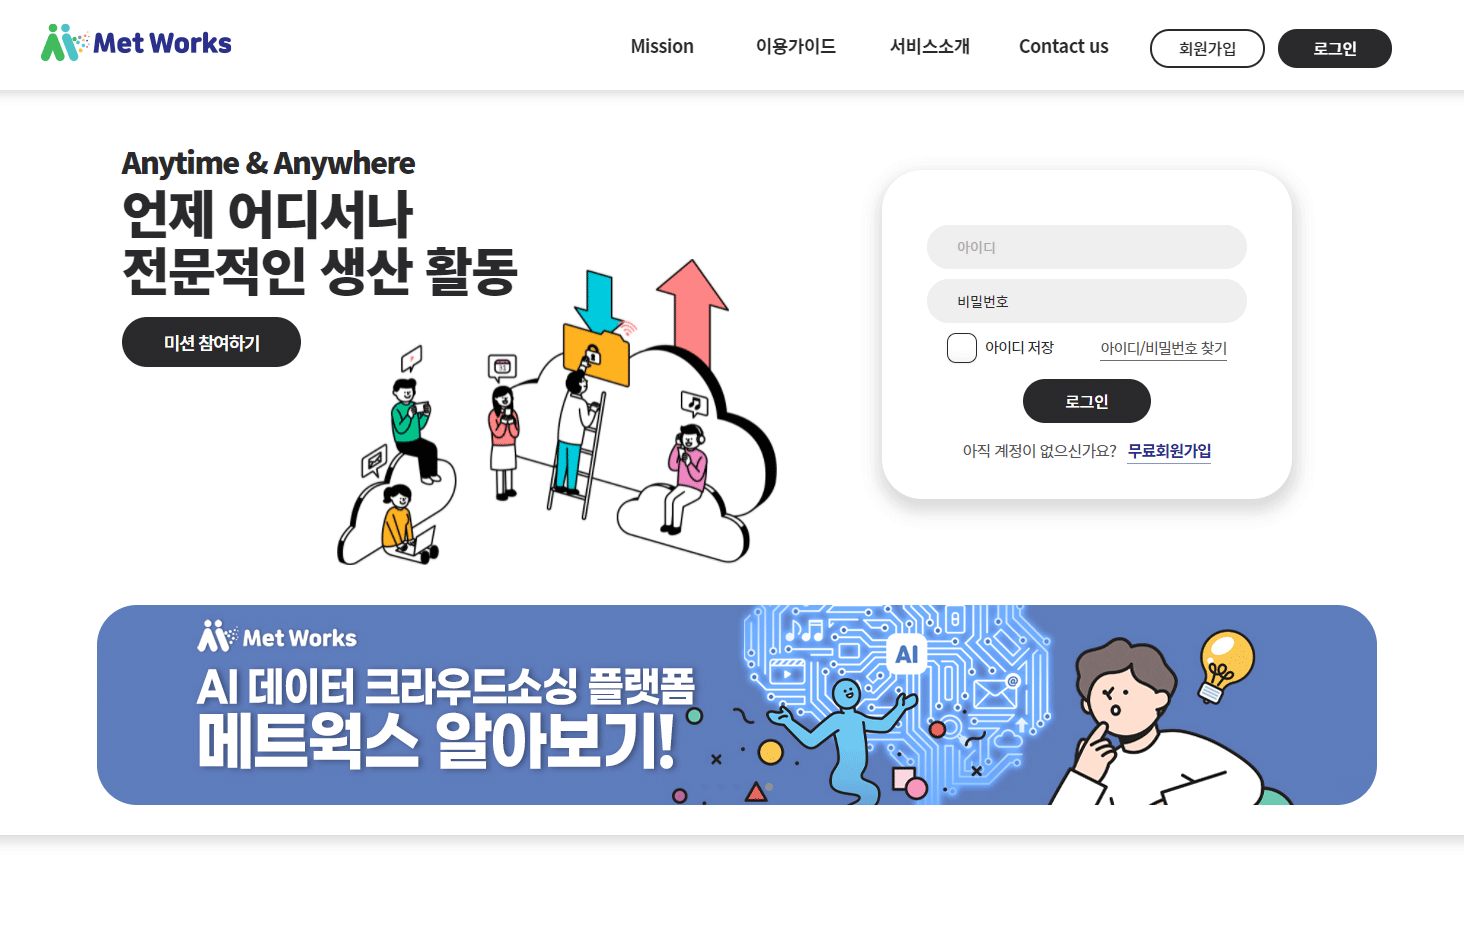 Met Works
Mission
이용가이드
서비스소개
Contact us
회원가입
로그인
Anytime & Anywhere
언제 어디서나
전문적인 생산 활동
미션 참여하기
아이디
비밀번호
아이디 저장
아이디/비밀번호 찾기
로그인
아직 계정이 없으신가요? 무료회원가입
Met Works
AI 데이터 크라우드소싱 플랫폼
메트웍스 알아보기!
AI
@